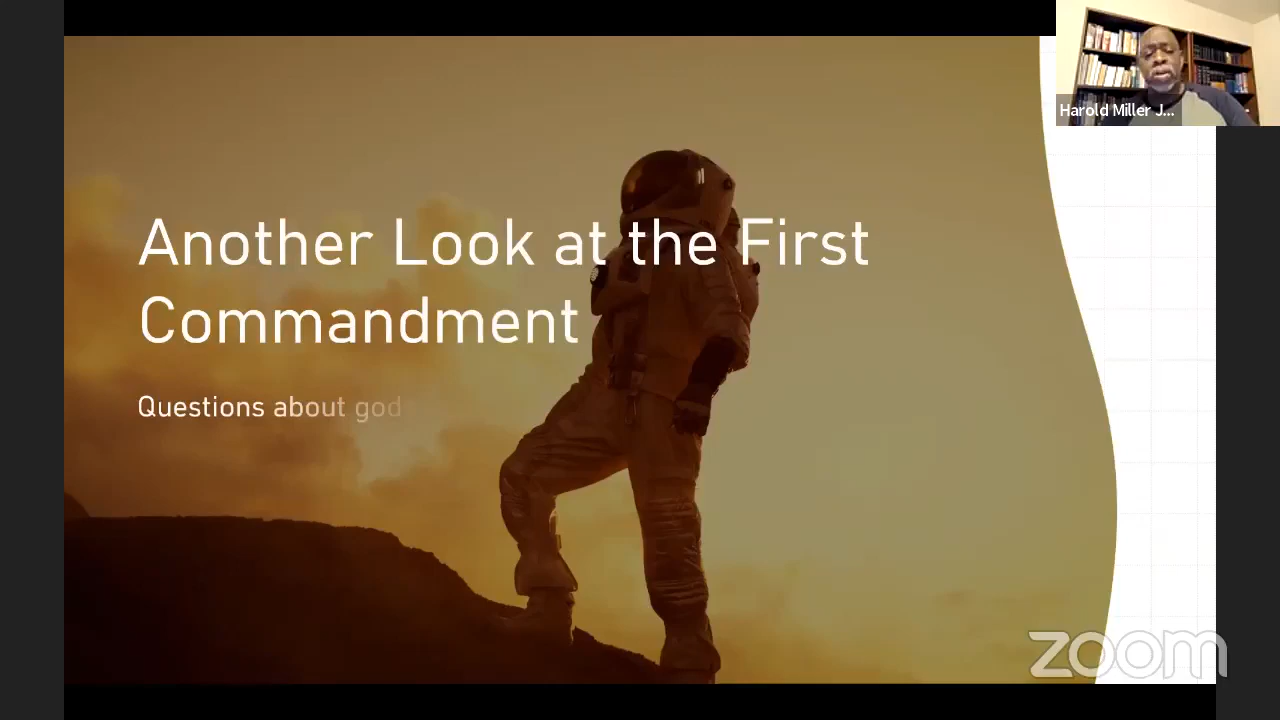 Another Look at the First
Commandment
Questions about god
Harold Miller J...
zoom